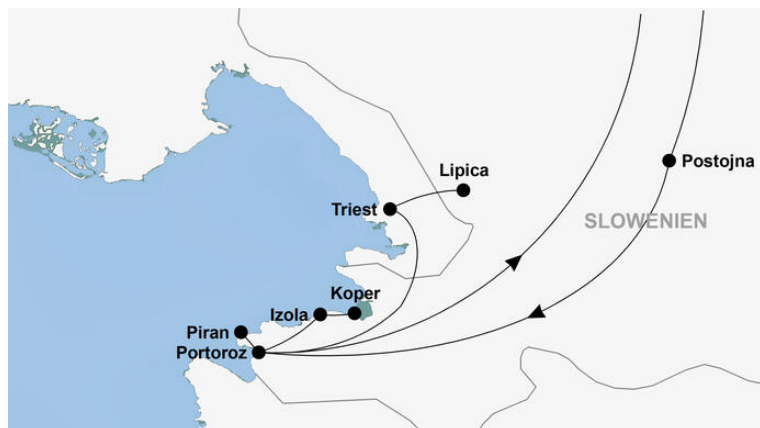 Postojna
Lipica
Triest
SLOWENIEN
Koper
Izola
Piran
Portoroz